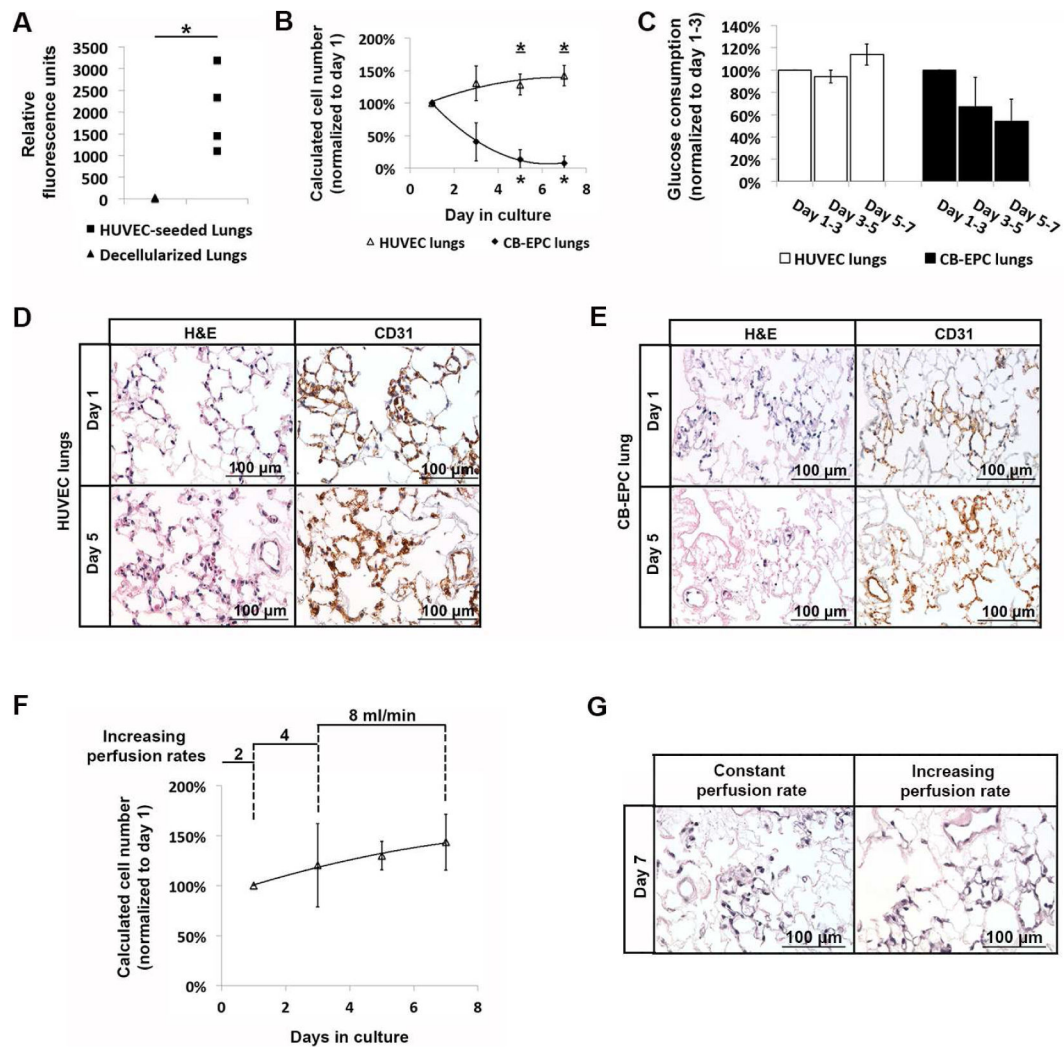 A
*
Relative
fluorescence units
3500
3000
2500
2000
1500
1000
500
0
■ HUVEC-seeded Lungs
▲ Decellularized Lungs
B
Calculated cell number
(normalized to day 1)
200%
150%
100%
50%
0%
* *
* *
0 2 4 6 8
Day in culture
△ HUVEC lungs ◆ CB-EPC lungs
C
Glucose consumption
(normalized to day 1-3)
140%
120%
100%
80%
60%
40%
20%
0%
Day 1-3 Day 3-5 Day 5-7 Day 1-3 Day 3-5 Day 5-7
□ HUVEC lungs ■ CB-EPC lungs
D
H&E CD31
HUVEC lungs
Day 1
100 µm 100 µm
Day 5
100 µm 100 µm
E
H&E CD31
CB-EPC lung
Day 1
100 µm 100 µm
Day 5
100 µm 100 µm
F
Increasing
perfusion rates
2 4 8 ml/min
Calculated cell number
(normalized to day 1)
200%
150%
100%
50%
0%
0 2 4 6 8
Days in culture
G
Constant
perfusion rate
Increasing
perfusion rate
Day 7
100 µm 100 µm